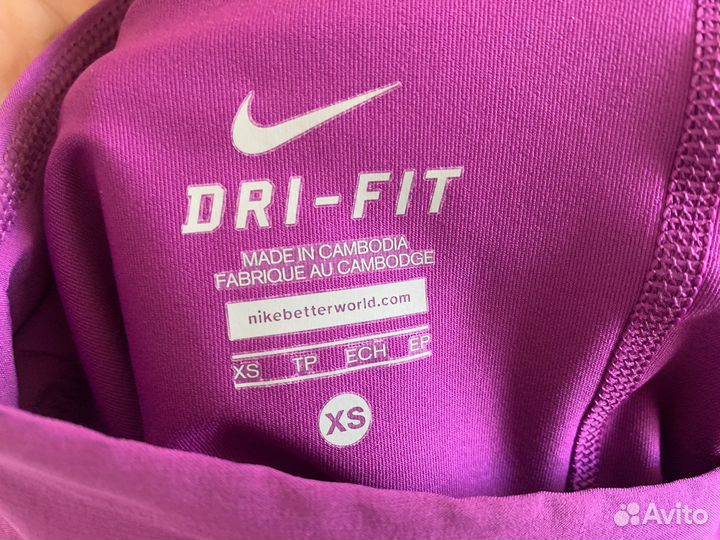 DRI-FIT
MADE IN CAMBODIA
FABRIQUE AU CAMBODGE
nikebetterworld.com
XS TP ECH EP
XS
Avito